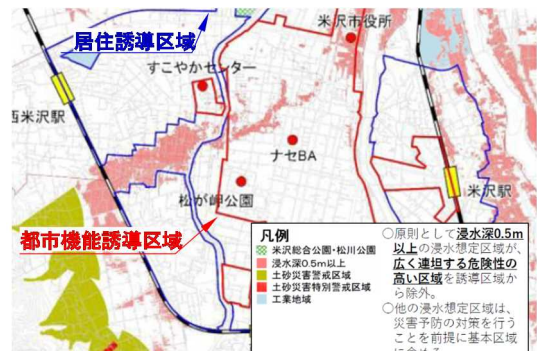 居住誘導区域
米沢市役所
すこやかセンター
西米沢駅
ナセBA
米沢駅
松が岬公園
都市機能誘導区域
凡例
米沢総合公園・松川公園
浸水深0.5m以上
土砂災害警戒区域
土砂災害特別警戒区域
工業地域
○原則として浸水深0.5m
以上の浸水想定区域が、
広く連坦する危険性の
高い区域を誘導区域か
ら除外。
○他の浸水想定区域は、
災害予防の対策を行う
ことを前提に基本区域